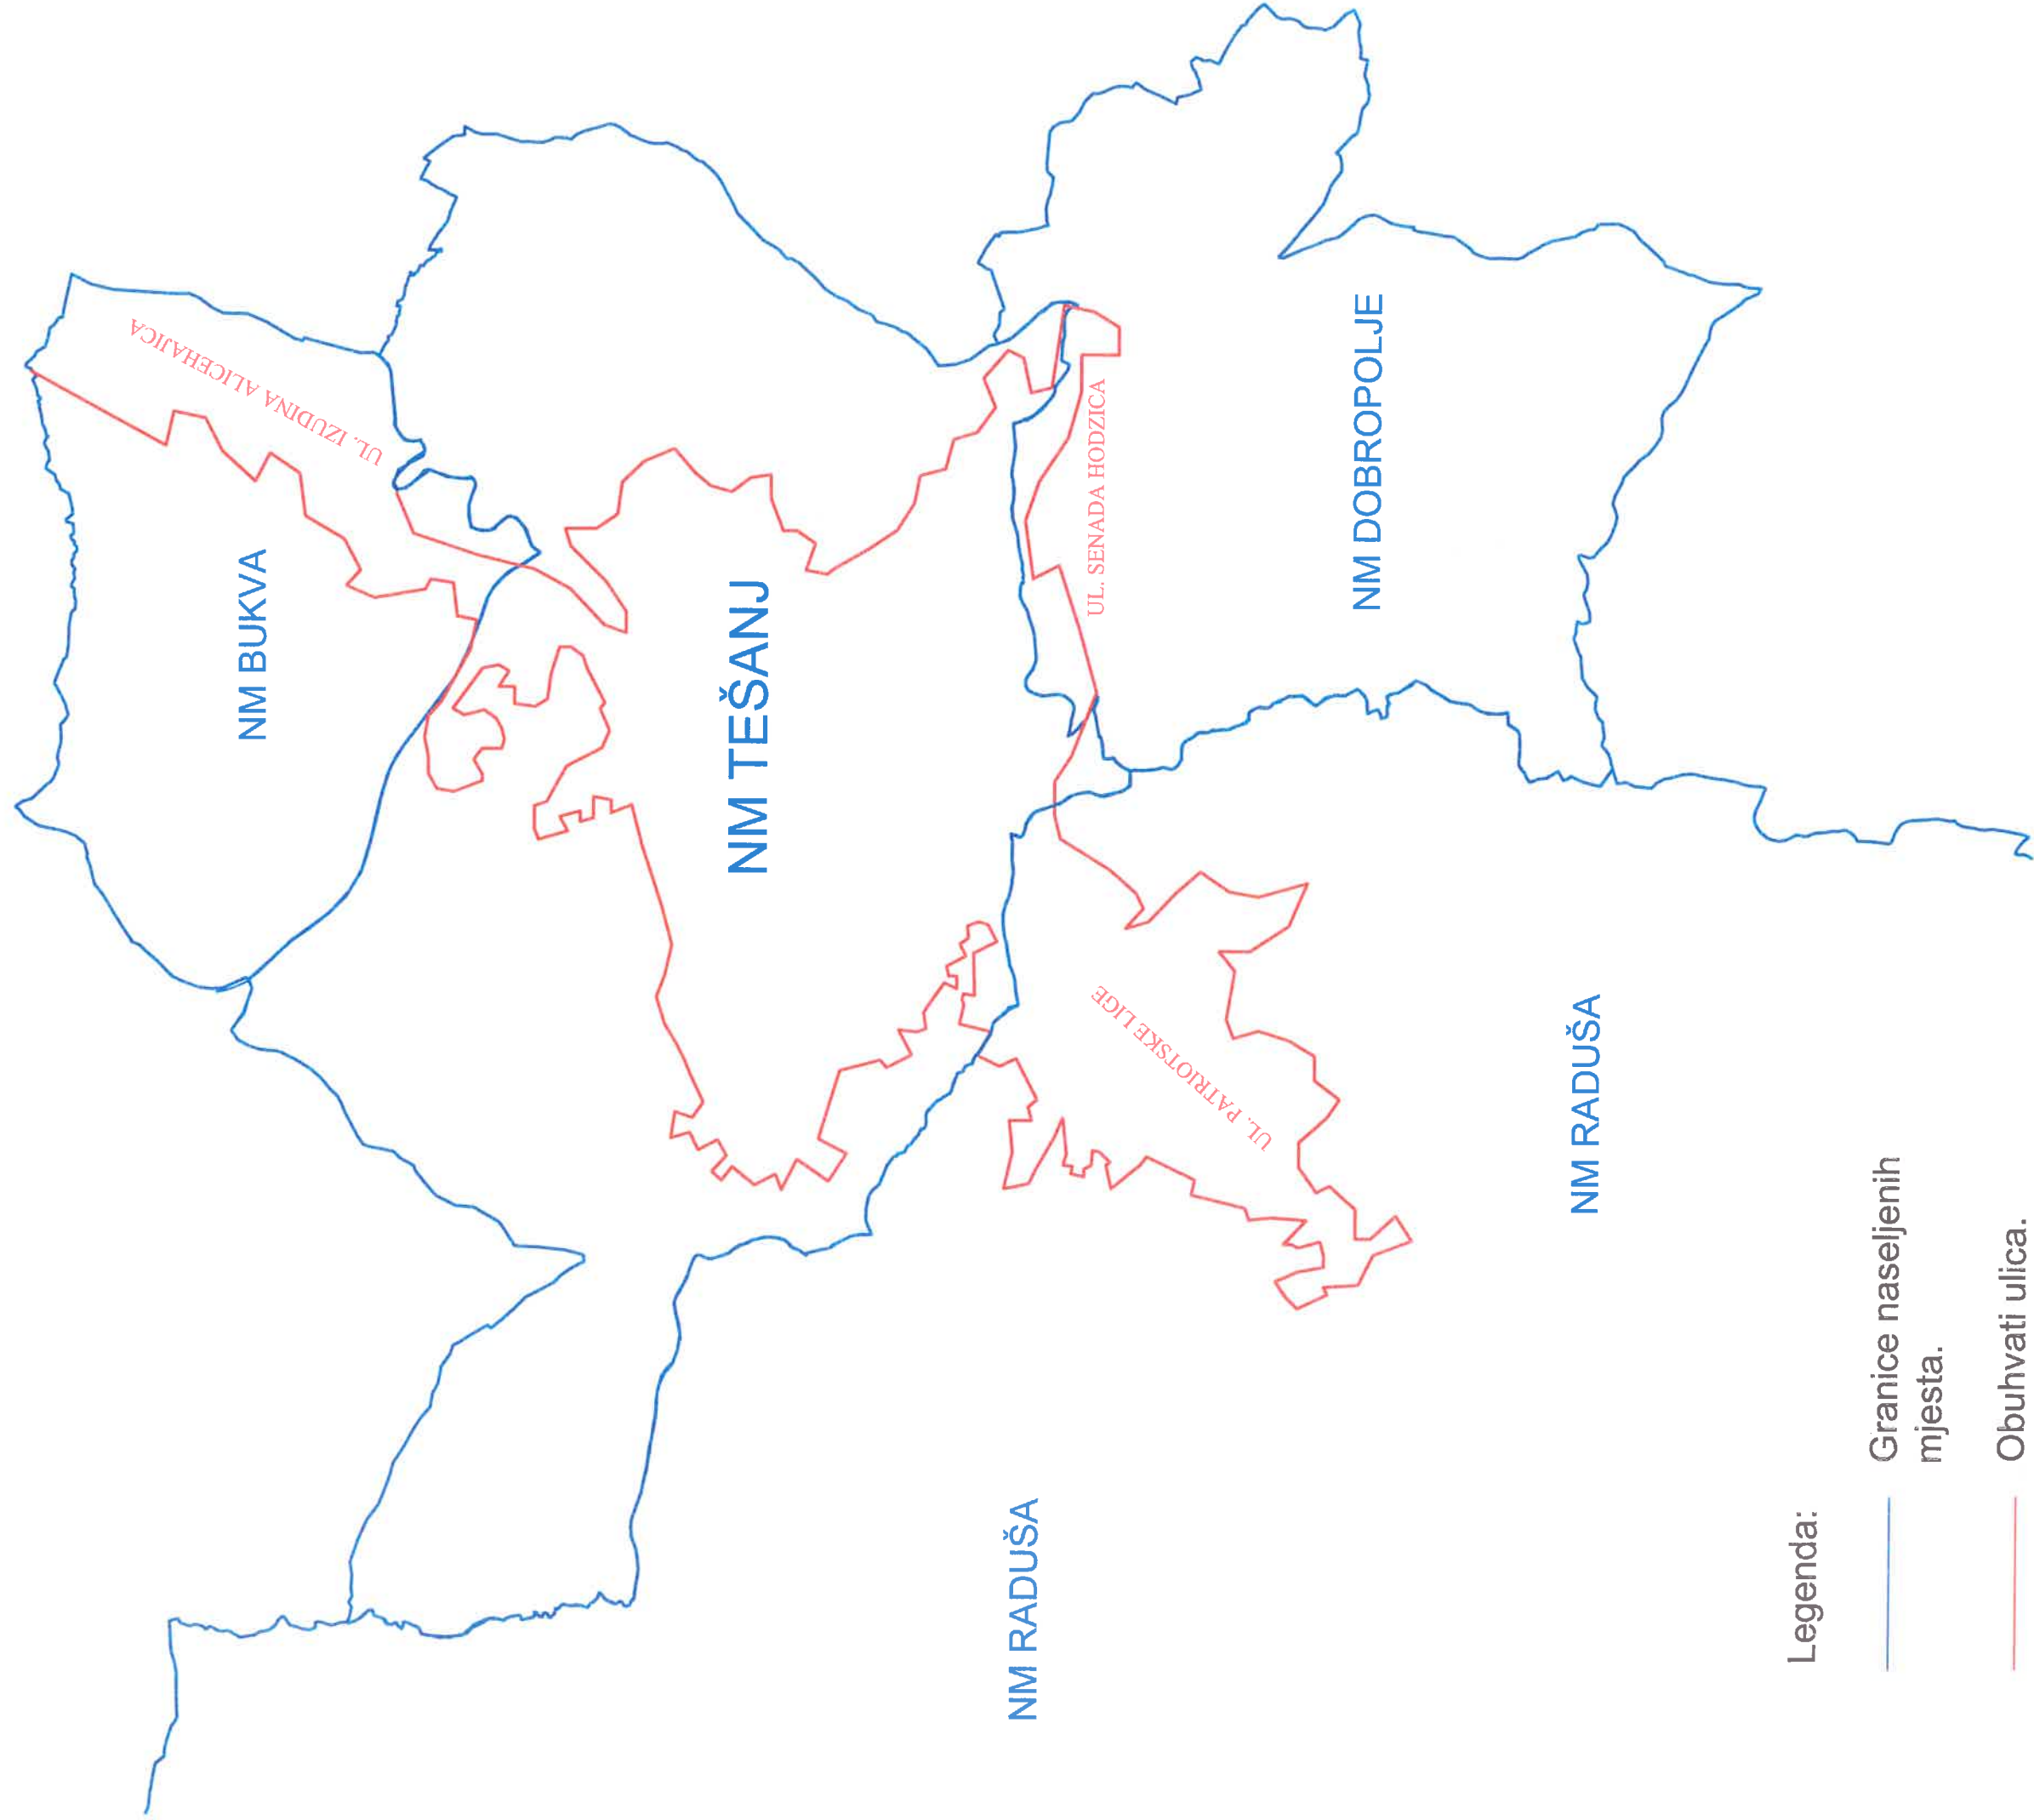 UL. IZUDINA ALICEHAJICA
NM BUKVA
NM TEŠANJ
UL. SENADA HODZICA
NM DOBROPOLJE
UL. PATRIOTSKE LIGE
NM RADUŠA
NM RADUŠA
Legenda:
Granice naseljenih
mjesta.
Obuhvati ulica.